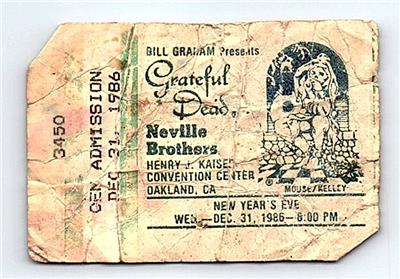 3450
GEN ADMISSION
DEC 31, 1986
BILL GRAHAM Presents
Grateful
Dead
Neville
Brothers
HENRY J. KAISER
CONVENTION CENTER
OAKLAND, CA
MOUSE/KELLEY
NEW YEAR'S EVE
WED—DEC. 31, 1986—8:00 PM